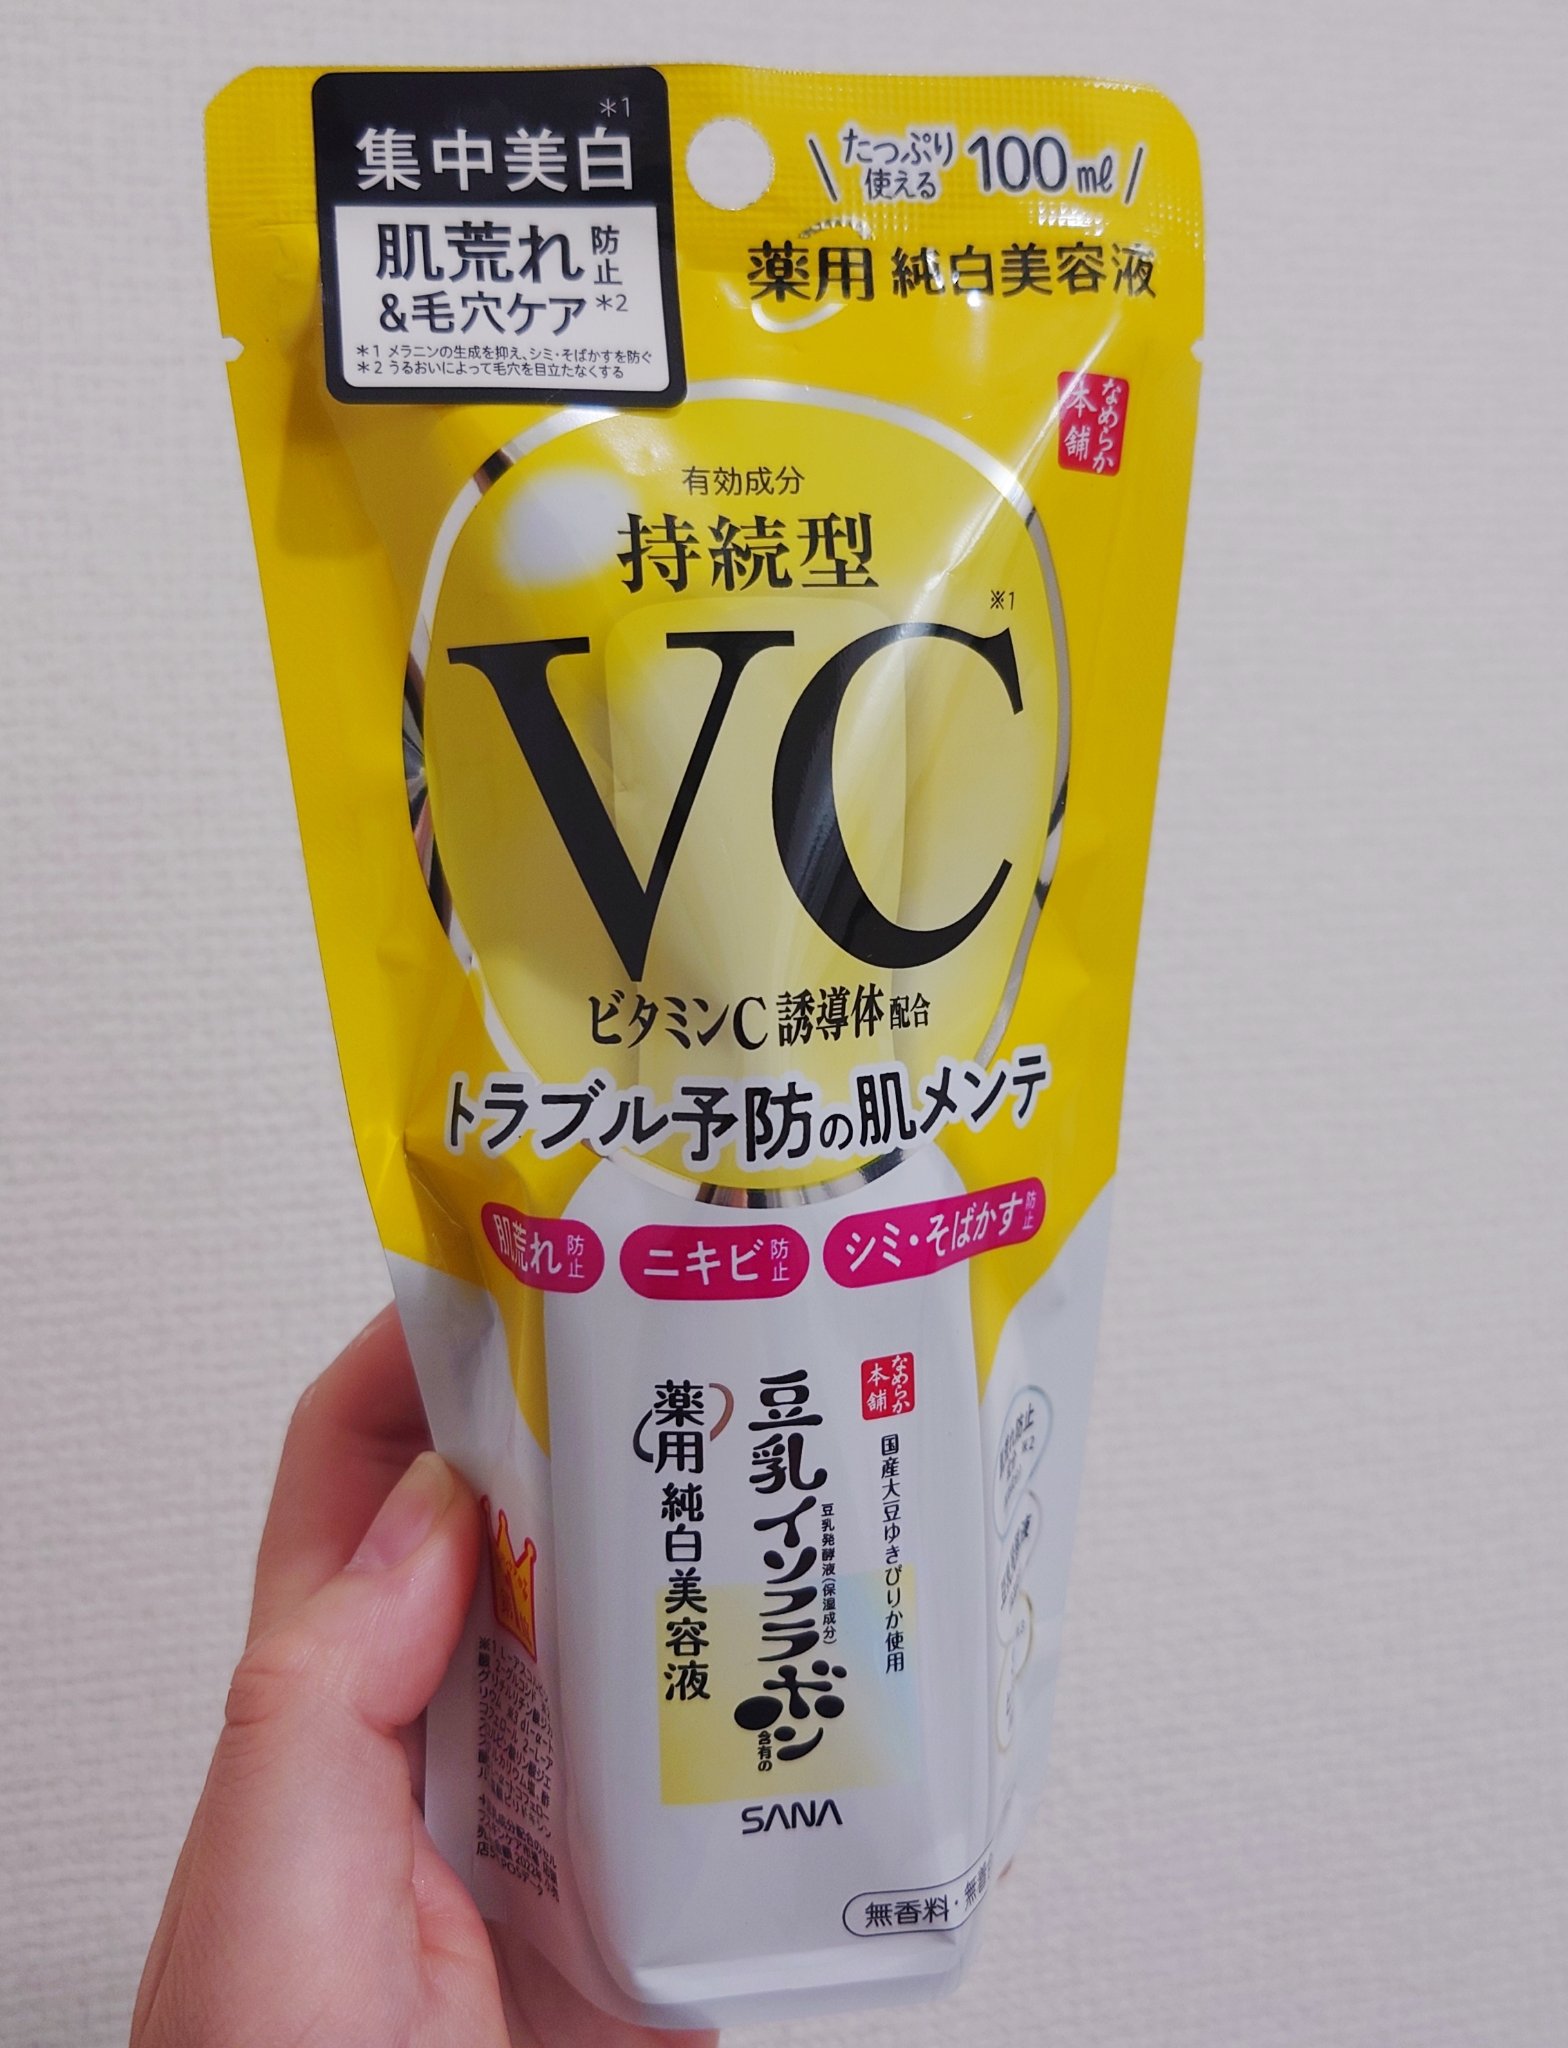 集中美白*1
肌荒れ防止
&毛穴ケア*2
*1 メラニンの生成を抑え、シミ・そばかすを防ぐ
*2 うるおいによって毛穴を目立たなくする
たっぷり使える 100ml
薬用 純白美容液
なめらか本舗
有効成分
持続型
VC※1
ビタミンC誘導体配合
トラブル予防の肌メンテ
肌荒れ防止
ニキビ防止
シミ・そばかす防止
なめらか本舗
国産大豆ゆきぴりか使用
豆乳イソフラボン含有の
豆乳発酵液(保湿成分)
薬用 純白美容液
SANA
無香料・無着
肌荒れ防止
※2